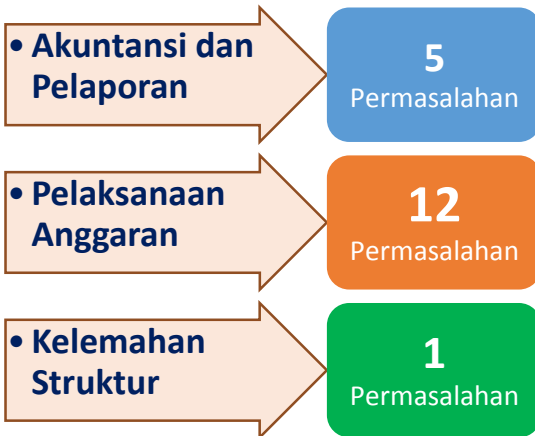 • Akuntansi dan
Pelaporan
5
Permasalahan
• Pelaksanaan
Anggaran
12
Permasalahan
• Kelemahan
Struktur
1
Permasalahan